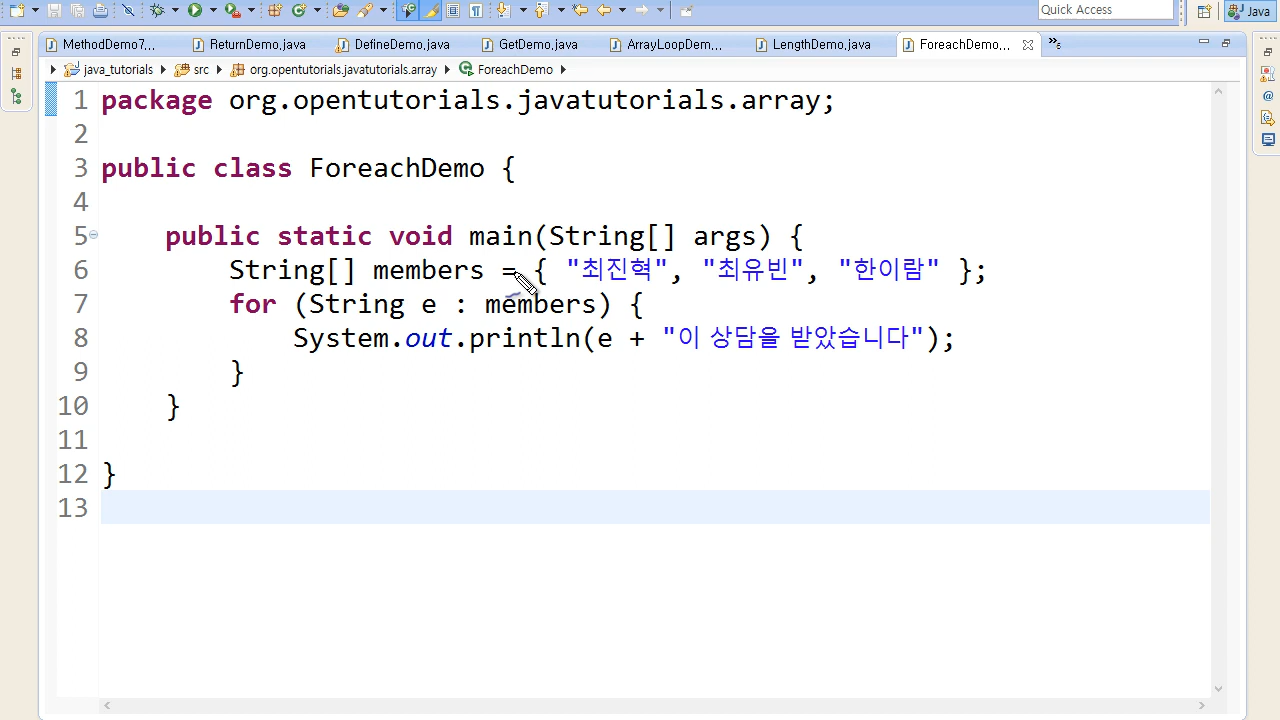 Quick Access
Java
MethodDemo7...
ReturnDemo.java
DefineDemo.java
GetDemo.java
ArrayLoopDem...
LengthDemo.java
ForeachDemo...
»6
java_tutorials
src
org.opentutorials.javatutorials.array
ForeachDemo
1 package org.opentutorials.javatutorials.array;
2
3 public class ForeachDemo {
4
5 public static void main(String[] args) {
6 String[] members = { "최진혁", "최유빈", "한이람" };
7 for (String e : members) {
8 System.out.println(e + "이 상담을 받았습니다");
9 }
10 }
11
12 }
13